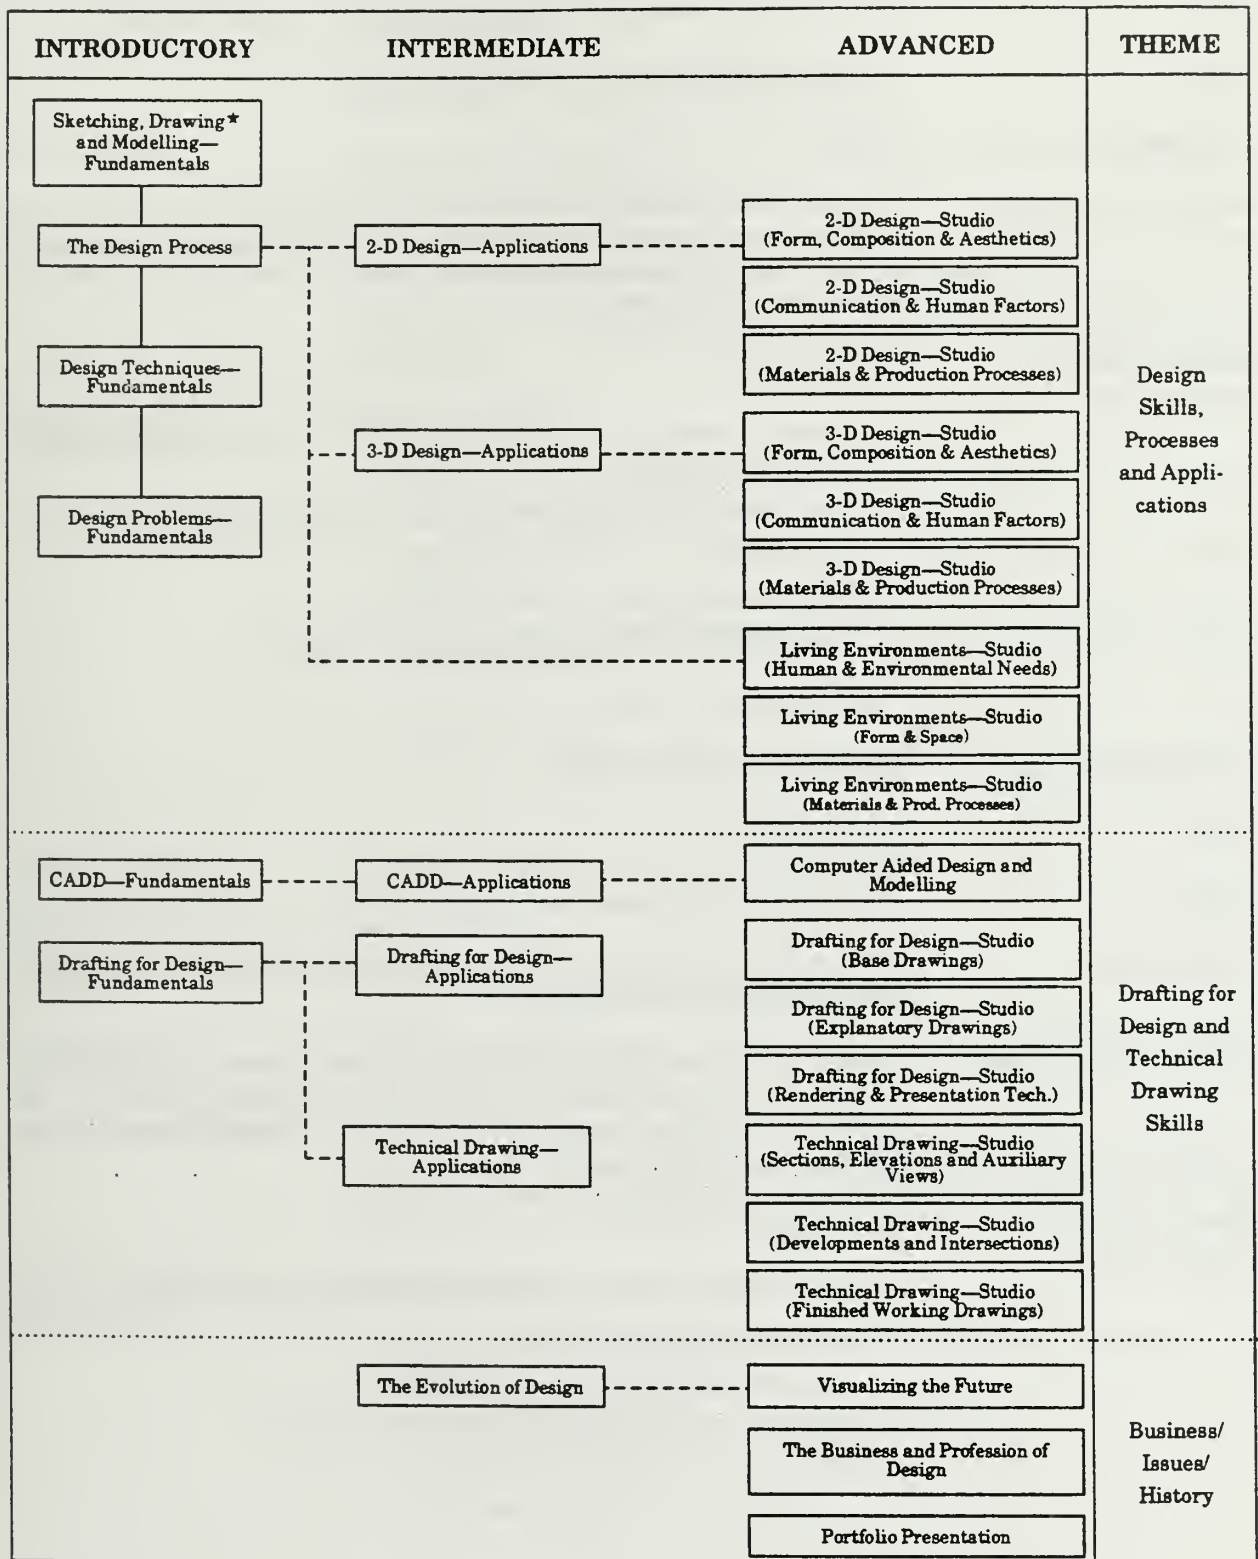 INTRODUCTORY
INTERMEDIATE
ADVANCED
THEME
Sketching, Drawing★
and Modelling—
Fundamentals
The Design Process
Design Techniques—
Fundamentals
Design Problems—
Fundamentals
2-D Design—Applications
3-D Design—Applications
2-D Design—Studio
(Form, Composition & Aesthetics)
2-D Design—Studio
(Communication & Human Factors)
2-D Design—Studio
(Materials & Production Processes)
3-D Design—Studio
(Form, Composition & Aesthetics)
3-D Design—Studio
(Communication & Human Factors)
3-D Design—Studio
(Materials & Production Processes)
Living Environments—Studio
(Human & Environmental Needs)
Living Environments—Studio
(Form & Space)
Living Environments—Studio
(Materials & Prod. Processes)
Design
Skills,
Processes
and Appli-
cations
CADD—Fundamentals
CADD—Applications
Computer Aided Design and
Modelling
Drafting for Design—
Fundamentals
Drafting for Design—
Applications
Technical Drawing—
Applications
Drafting for Design—Studio
(Base Drawings)
Drafting for Design—Studio
(Explanatory Drawings)
Drafting for Design—Studio
(Rendering & Presentation Tech.)
Technical Drawing—Studio
(Sections, Elevations and Auxiliary
Views)
Technical Drawing—Studio
(Developments and Intersections)
Technical Drawing—Studio
(Finished Working Drawings)
Drafting for
Design and
Technical
Drawing
Skills
The Evolution of Design
Visualizing the Future
The Business and Profession of
Design
Portfolio Presentation
Business/
Issues/
History